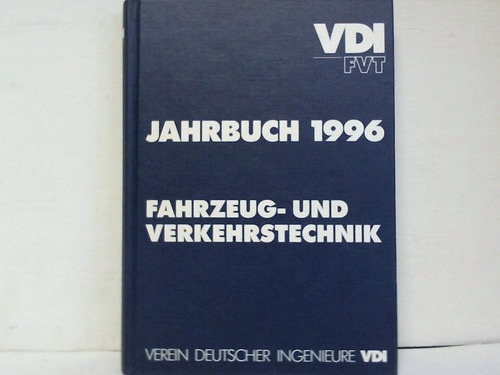 VDI
FVT
JAHRBUCH 1996
FAHRZEUG- UND
VERKEHRSTECHNIK
VEREIN DEUTSCHER INGENIEURE VDI